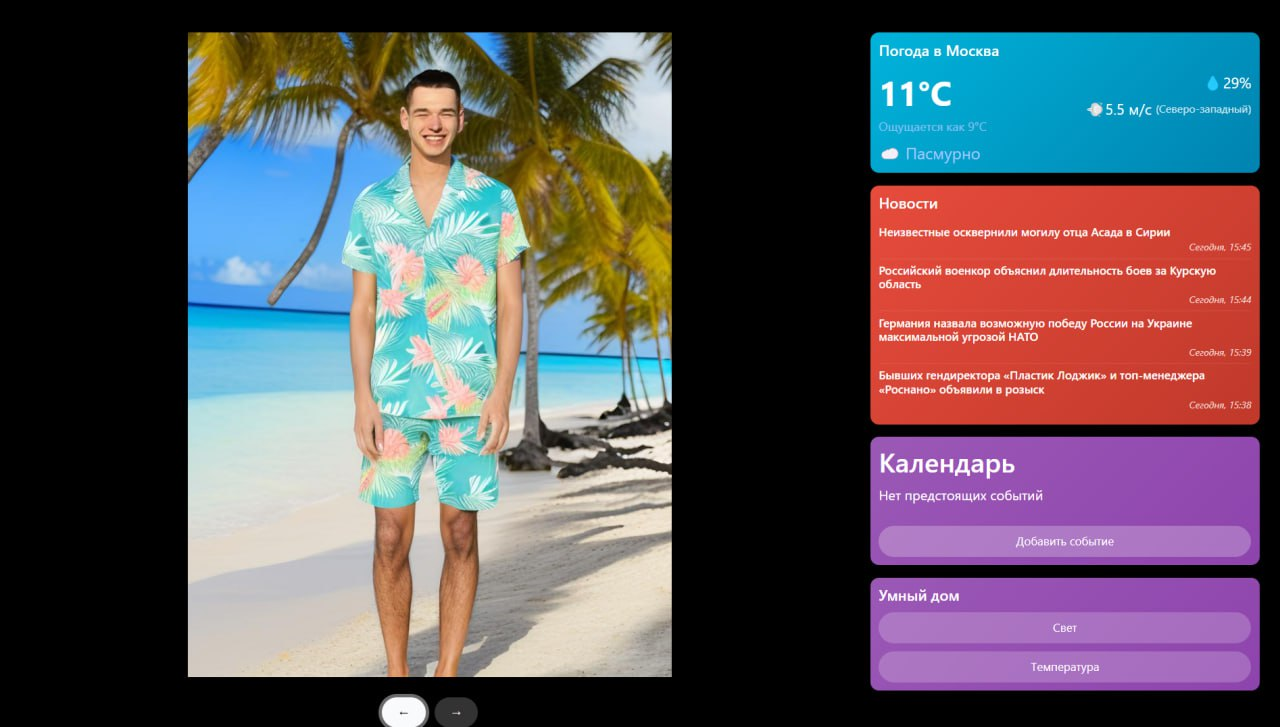 Погода в Москва
11°C
29%
5.5 м/с (Северо-западный)
Ощущается как 9°C
Пасмурно
Новости
Неизвестные осквернили могилу отца Асада в Сирии
Сегодня, 15:45
Российский военкор объяснил длительность боев за Курскую
область
Сегодня, 15:44
Германия назвала возможную победу России на Украине
максимальной угрозой НАТО
Сегодня, 15:39
Бывших гендиректора «Пластик Лоджик» и топ-менеджера
«Роснано» объявили в розыск
Сегодня, 15:38
Календарь
Нет предстоящих событий
Добавить событие
Умный дом
Свет
Температура
← →